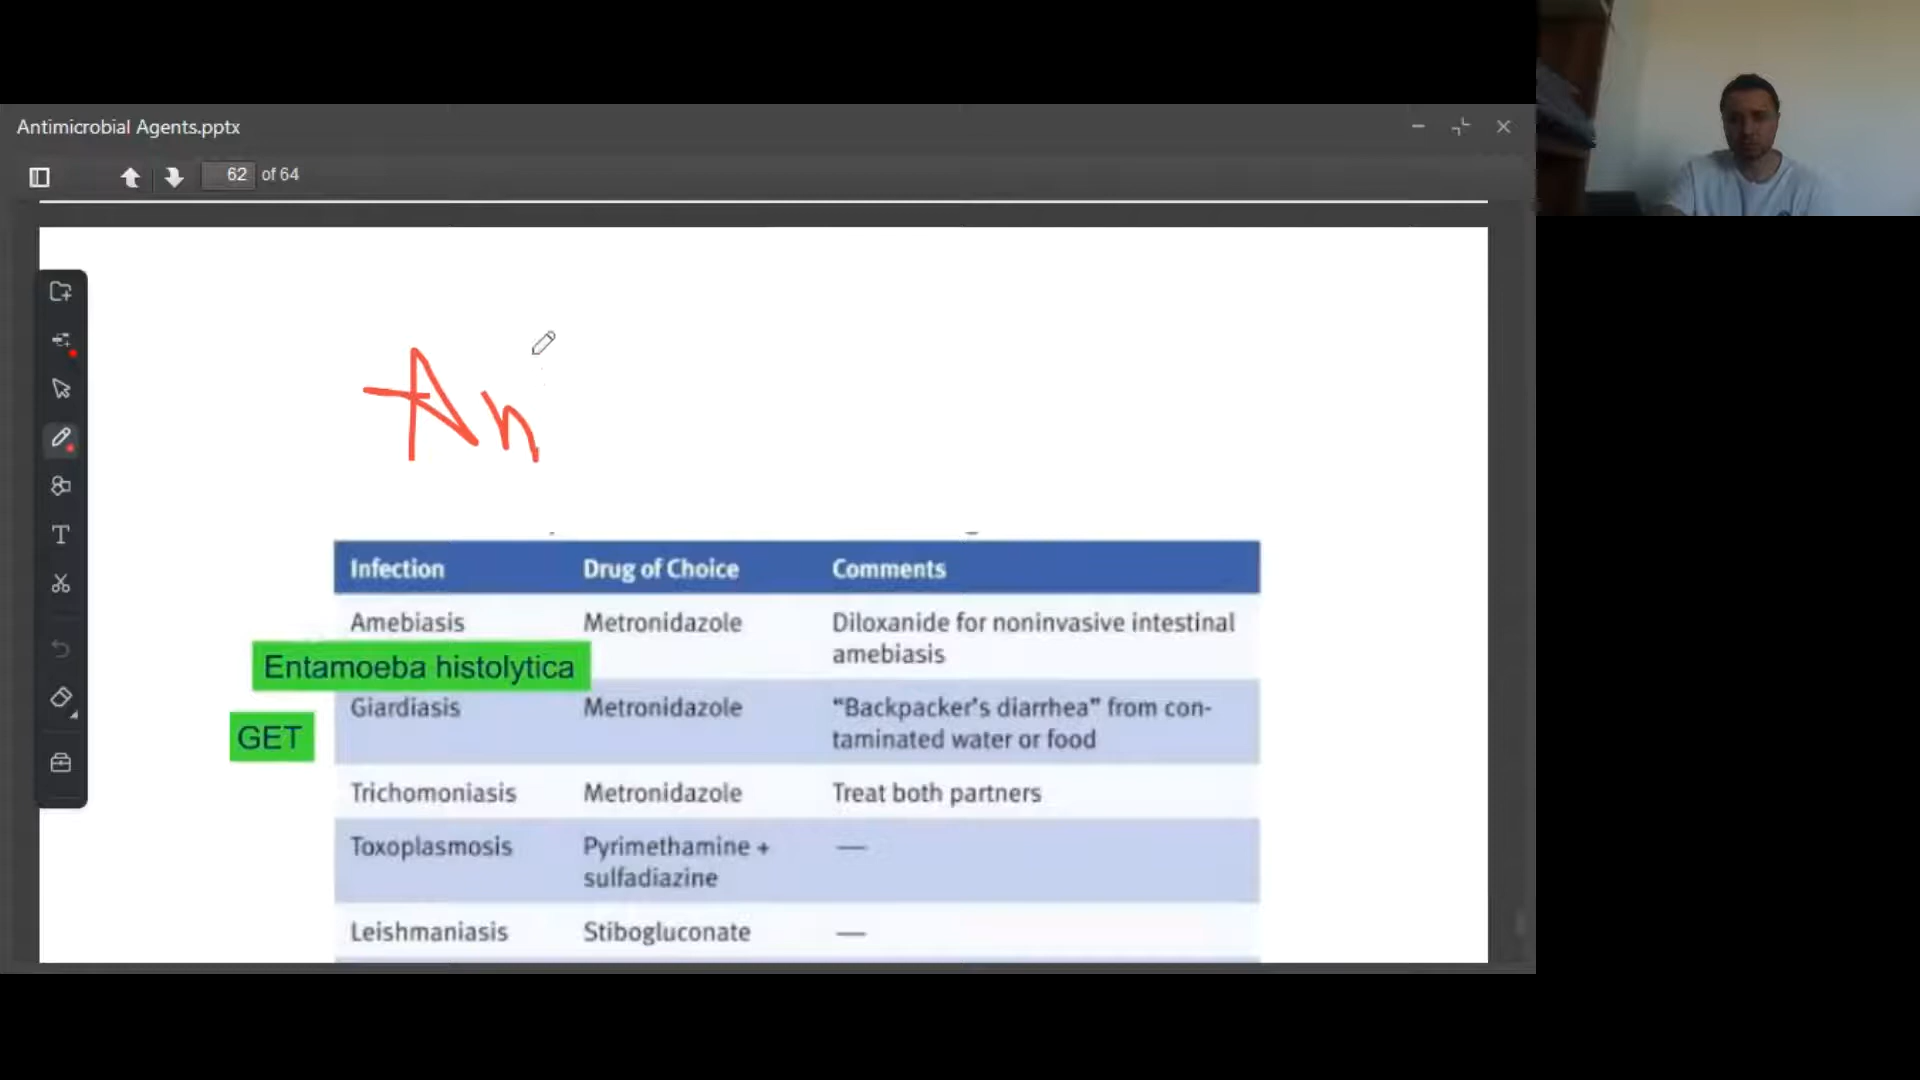 Antimicrobial Agents.pptx
62 of 64
An
Infection Drug of Choice Comments
Amebiasis Metronidazole Diloxanide for noninvasive intestinal
amebiasis
Entamoeba histolytica
Giardiasis Metronidazole "Backpacker's diarrhea" from con-
taminated water or food
GET
Trichomoniasis Metronidazole Treat both partners
Toxoplasmosis Pyrimethamine + —
sulfadiazine
Leishmaniasis Stibogluconate —